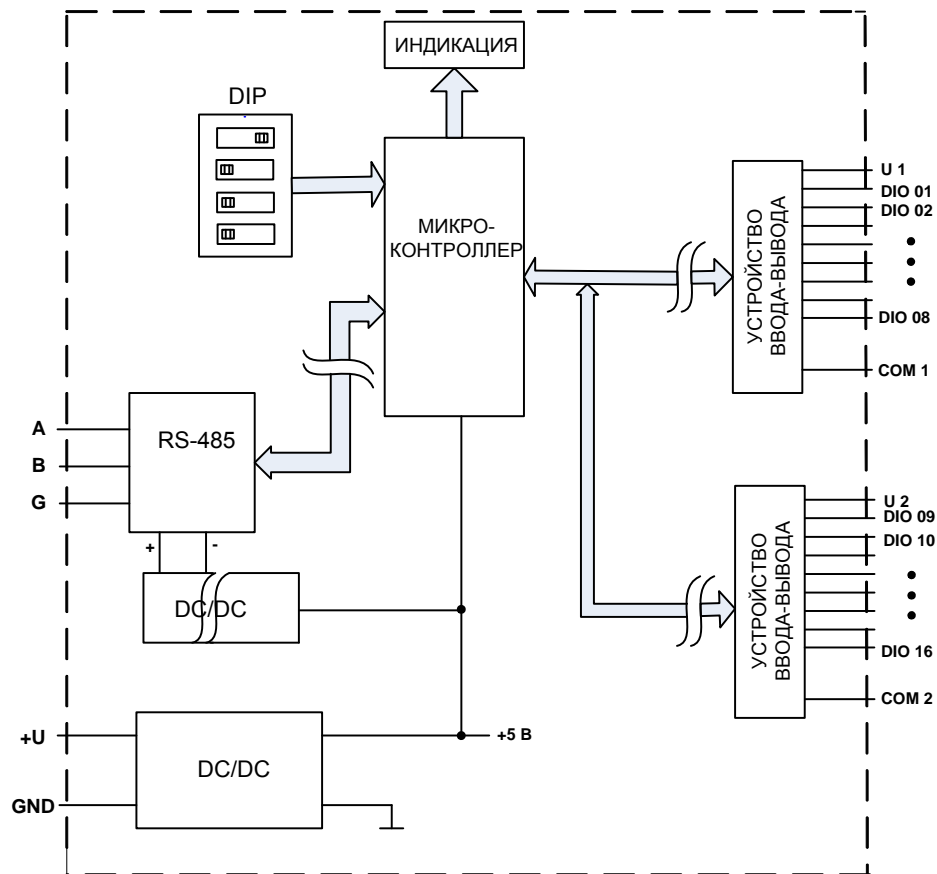 ИНДИКАЦИЯ
DIP
МИКРО-
КОНТРОЛЛЕР
УСТРОЙСТВО
ВВОДА-ВЫВОДА
U 1
DIO 01
DIO 02
DIO 08
COM 1
A
B
G
RS-485
+
-
DC/DC
УСТРОЙСТВО
ВВОДА-ВЫВОДА
U 2
DIO 09
DIO 10
DIO 16
COM 2
+U
GND
DC/DC
+5 В